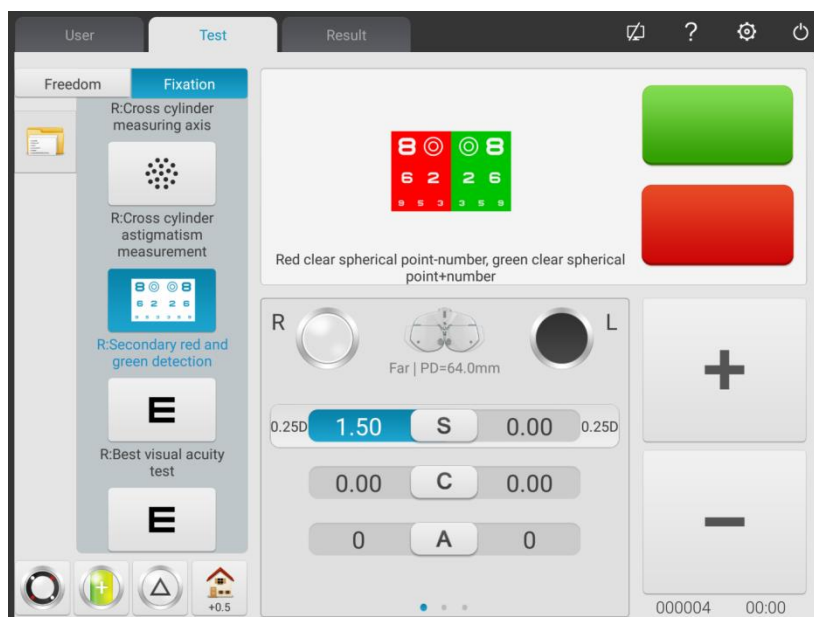 User
Test
Result
?
Freedom
Fixation
R:Cross cylinder
measuring axis
R:Cross cylinder
astigmatism
measurement
8 8
6 2 2 6
R:Secondary red and
green detection
E
R:Best visual acuity
test
E
+0.5
8 8
6 2 2 6
9 5 3 3 5 9
Red clear spherical point-number, green clear spherical
point+number
R
L
Far | PD=64.0mm
0.25D 1.50 S 0.00 0.25D
0.00 C 0.00
0 A 0
+
−
000004 00:00